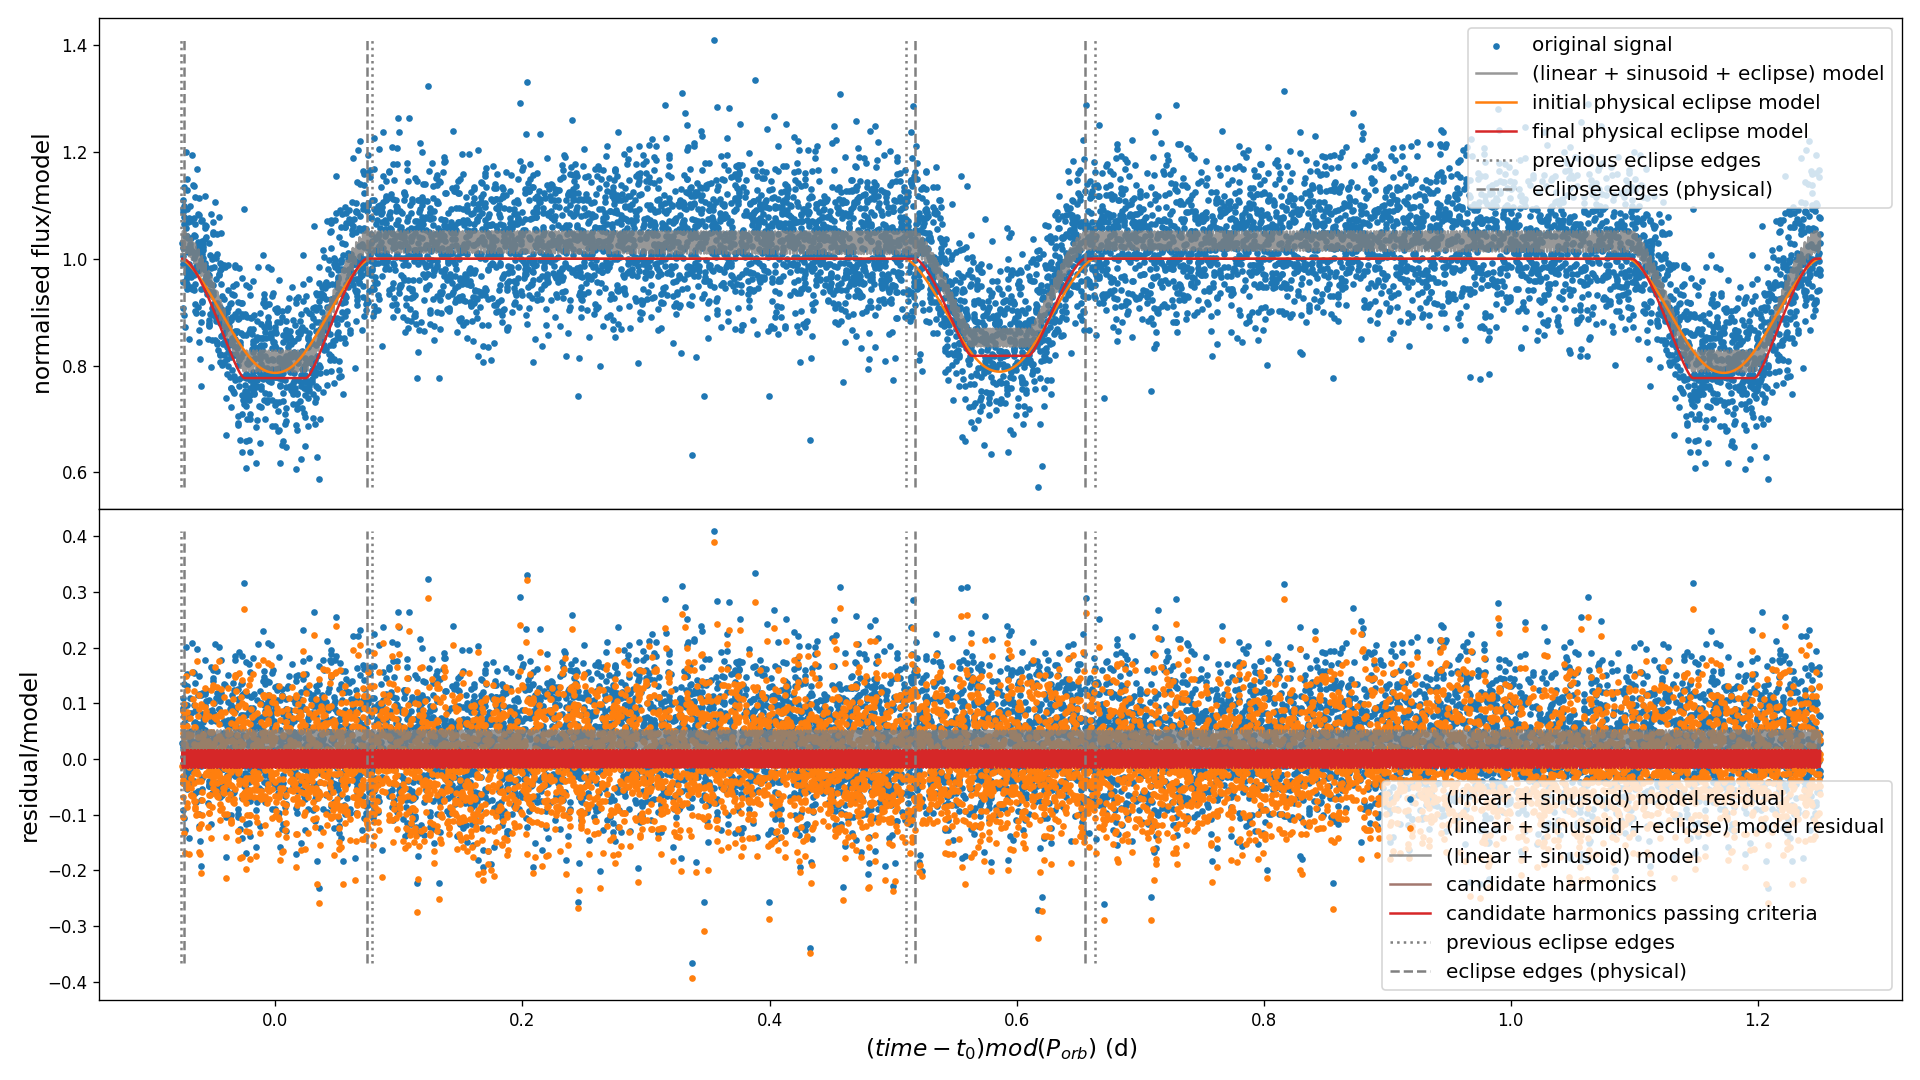 normalised flux/model
1.4
1.2
1.0
0.8
0.6
original signal
(linear + sinusoid + eclipse) model
initial physical eclipse model
final physical eclipse model
previous eclipse edges
eclipse edges (physical)
residual/model
0.4
0.3
0.2
0.1
0.0
−0.1
−0.2
−0.3
−0.4
(linear + sinusoid) model residual
(linear + sinusoid + eclipse) model residual
(linear + sinusoid) model
candidate harmonics
candidate harmonics passing criteria
previous eclipse edges
eclipse edges (physical)
0.0 0.2 0.4 0.6 0.8 1.0 1.2
(time − t₀)mod(Pₒᵣb) (d)